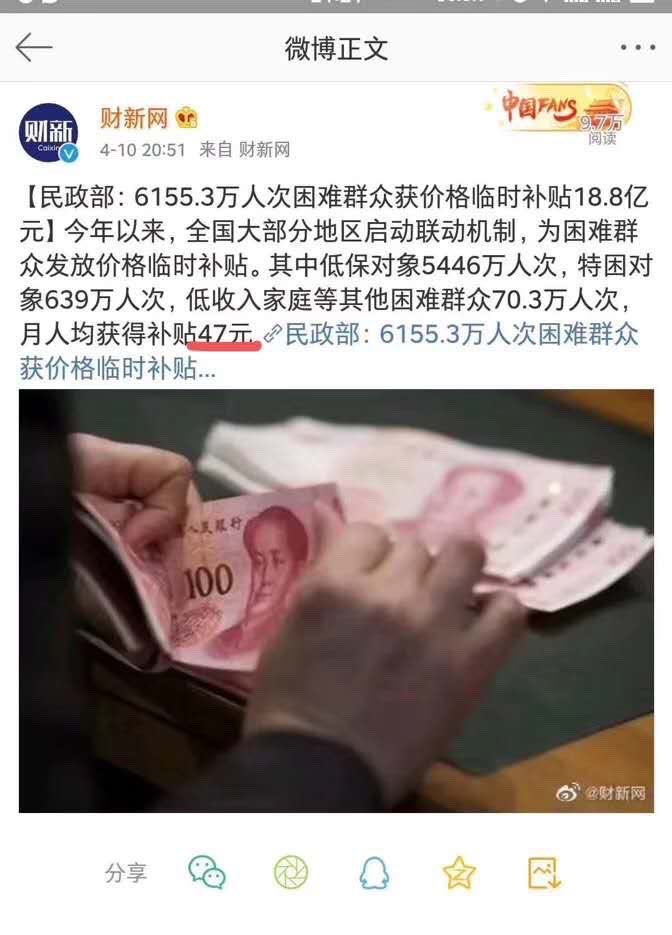 微博正文
财新
Caixin
财新网
4-10 20:51 来自 财新网
中国FANS
9.7万
阅读
【民政部：6155.3万人次困难群众获价格临时补贴18.8亿
元】今年以来，全国大部分地区启动联动机制，为困难群
众发放价格临时补贴。其中低保对象5446万人次，特困对
象639万人次，低收入家庭等其他困难群众70.3万人次，
月人均获得补贴47元 民政部：6155.3万人次困难群众
获价格临时补贴...
人民银行
100
@财新网
分享